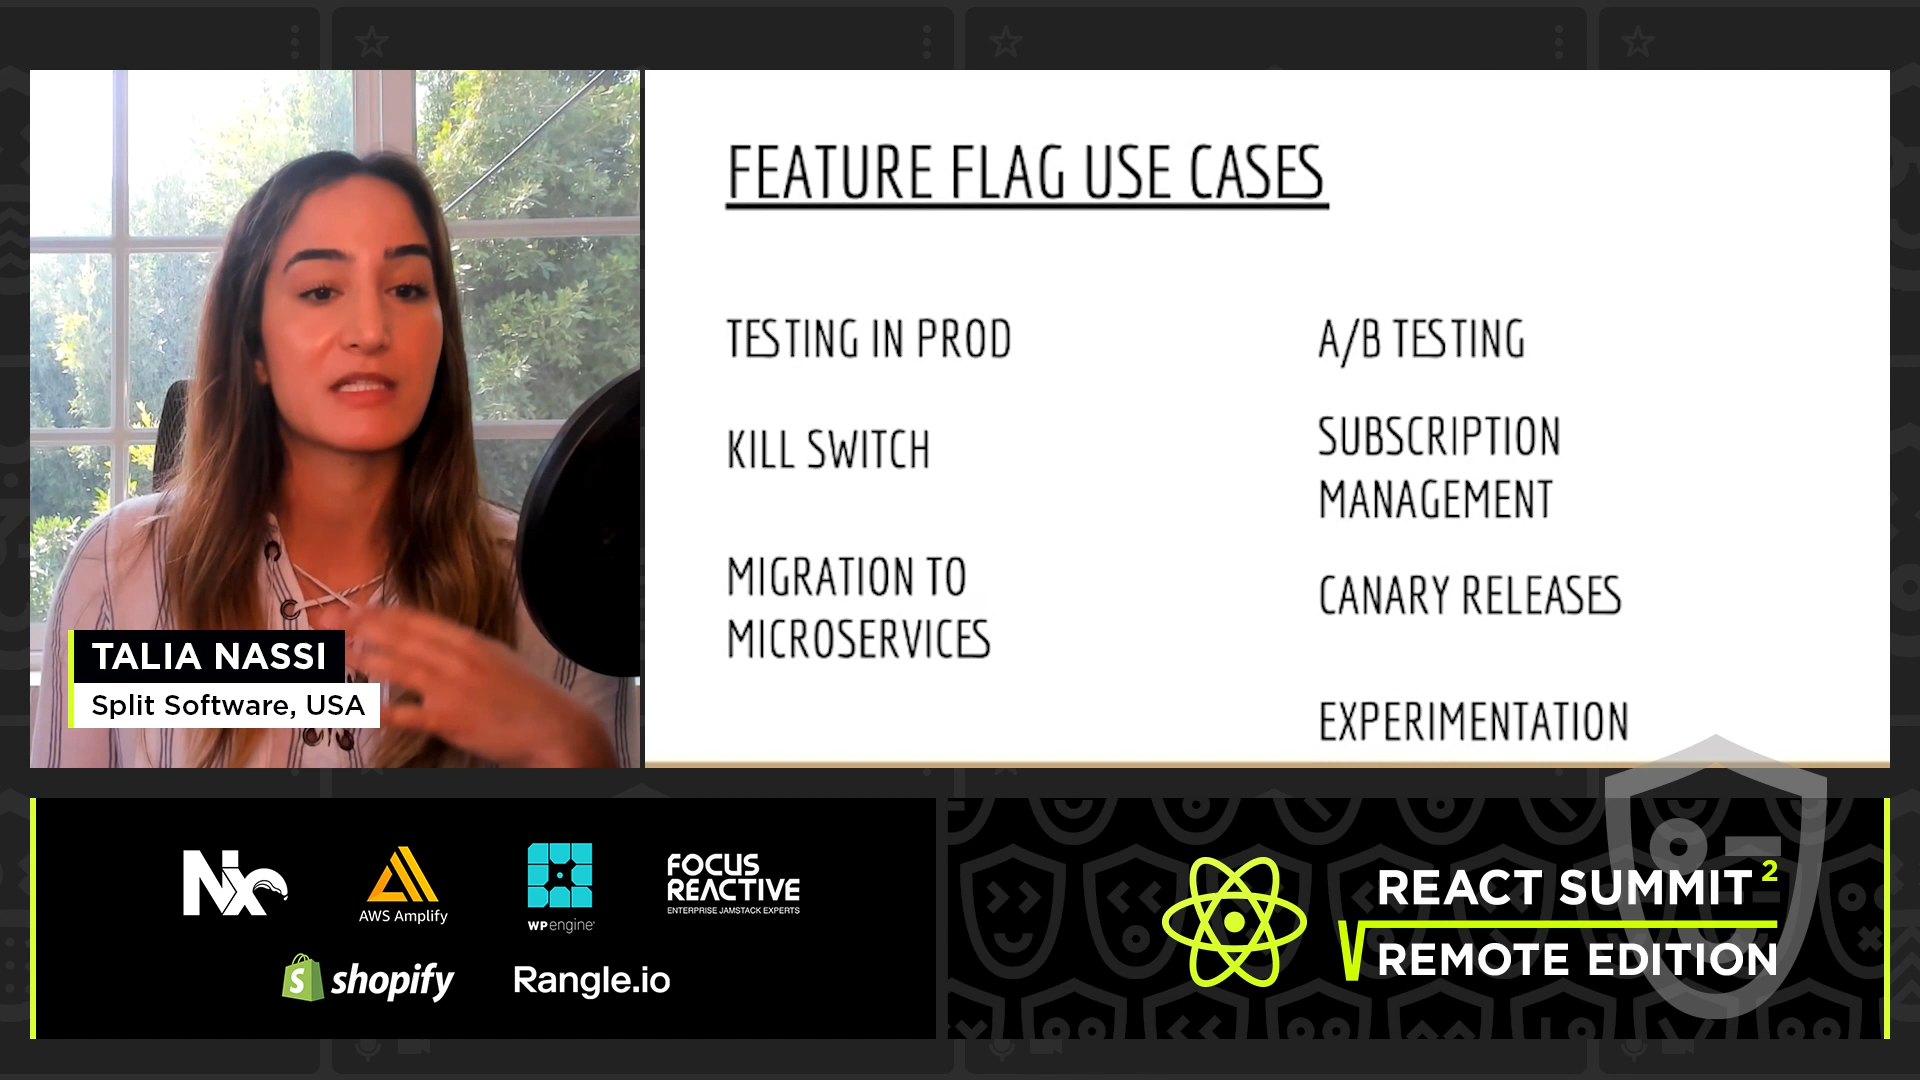 FEATURE FLAG USE CASES
TESTING IN PROD
KILL SWITCH
MIGRATION TO
MICROSERVICES
A/B TESTING
SUBSCRIPTION
MANAGEMENT
CANARY RELEASES
EXPERIMENTATION
TALIA NASSI
Split Software, USA
Nx
AWS Amplify
WP engine
FOCUS
REACTIVE
ENTERPRISE JAMSTACK EXPERTS
shopify
Rangle.io
REACT SUMMIT 2
REMOTE EDITION